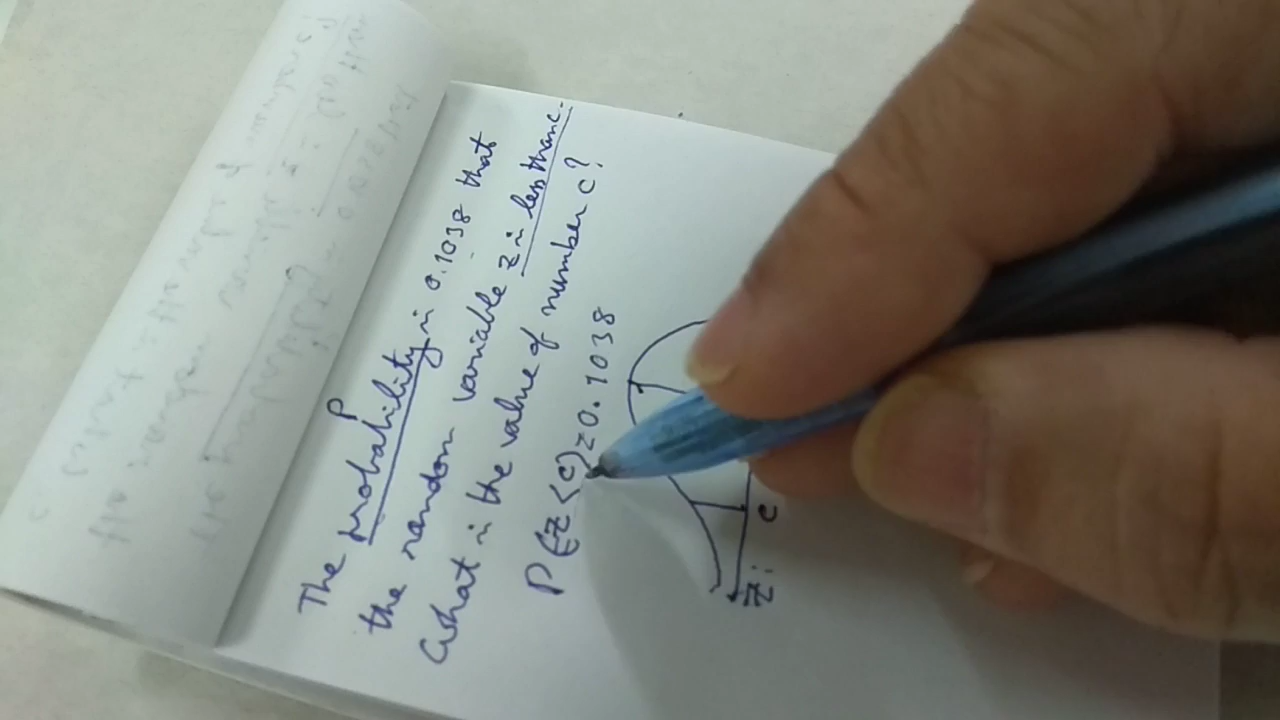 The probability is 0.1038 that
P
the random variable z is less than c.
What is the value of number c?
P(z<c)=0.1038
c
z: